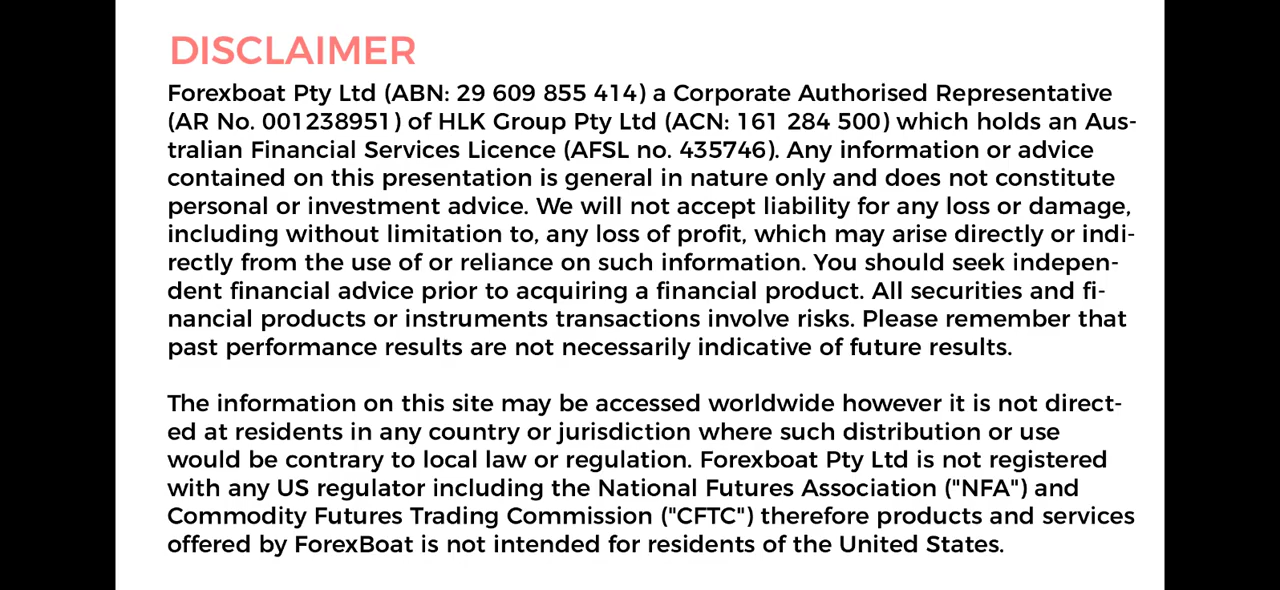 DISCLAIMER
Forexboat Pty Ltd (ABN: 29 609 855 414) a Corporate Authorised Representative
(AR No. 001238951) of HLK Group Pty Ltd (ACN: 161 284 500) which holds an Aus-
tralian Financial Services Licence (AFSL no. 435746). Any information or advice
contained on this presentation is general in nature only and does not constitute
personal or investment advice. We will not accept liability for any loss or damage,
including without limitation to, any loss of profit, which may arise directly or indi-
rectly from the use of or reliance on such information. You should seek indepen-
dent financial advice prior to acquiring a financial product. All securities and fi-
nancial products or instruments transactions involve risks. Please remember that
past performance results are not necessarily indicative of future results.
The information on this site may be accessed worldwide however it is not direct-
ed at residents in any country or jurisdiction where such distribution or use
would be contrary to local law or regulation. Forexboat Pty Ltd is not registered
with any US regulator including the National Futures Association ("NFA") and
Commodity Futures Trading Commission ("CFTC") therefore products and services
offered by ForexBoat is not intended for residents of the United States.